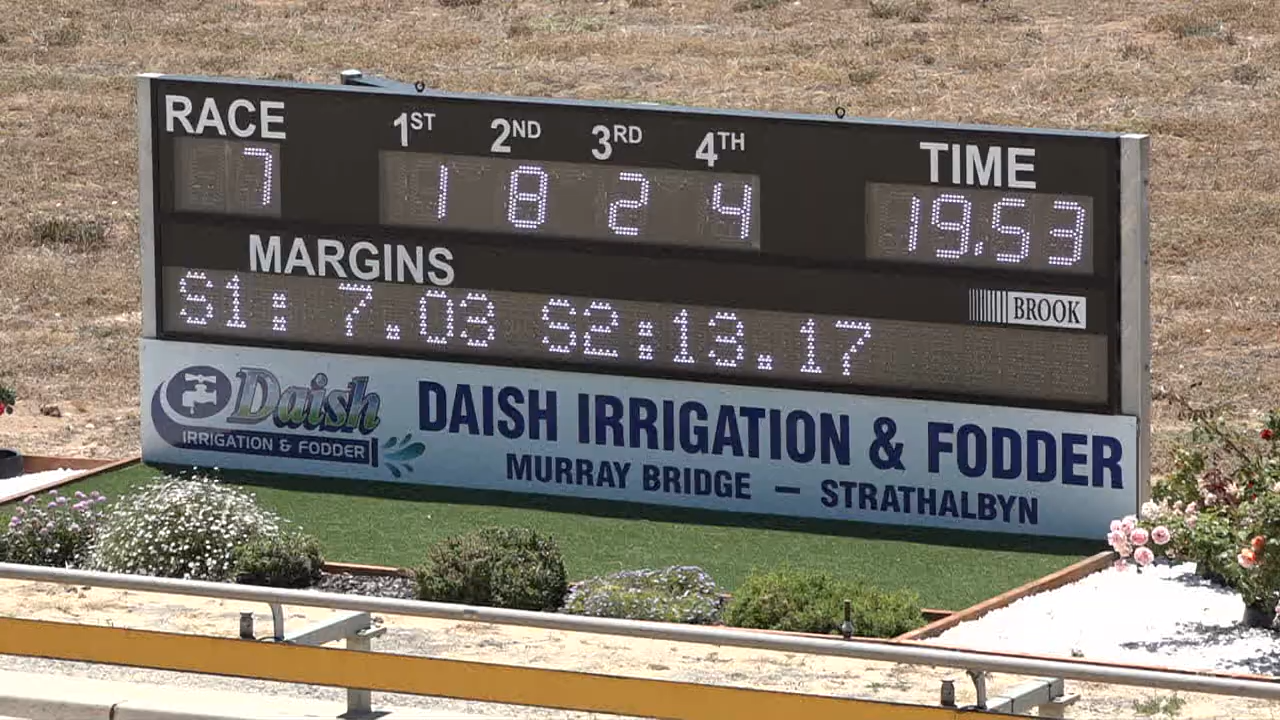 RACE 1ST 2ND 3RD 4TH TIME
7 1 8 2 4 19.53
MARGINS
BROOK
S1: 7.03 S2:13.17
Daish
IRRIGATION & FODDER
DAISH IRRIGATION & FODDER
MURRAY BRIDGE – STRATHALBYN